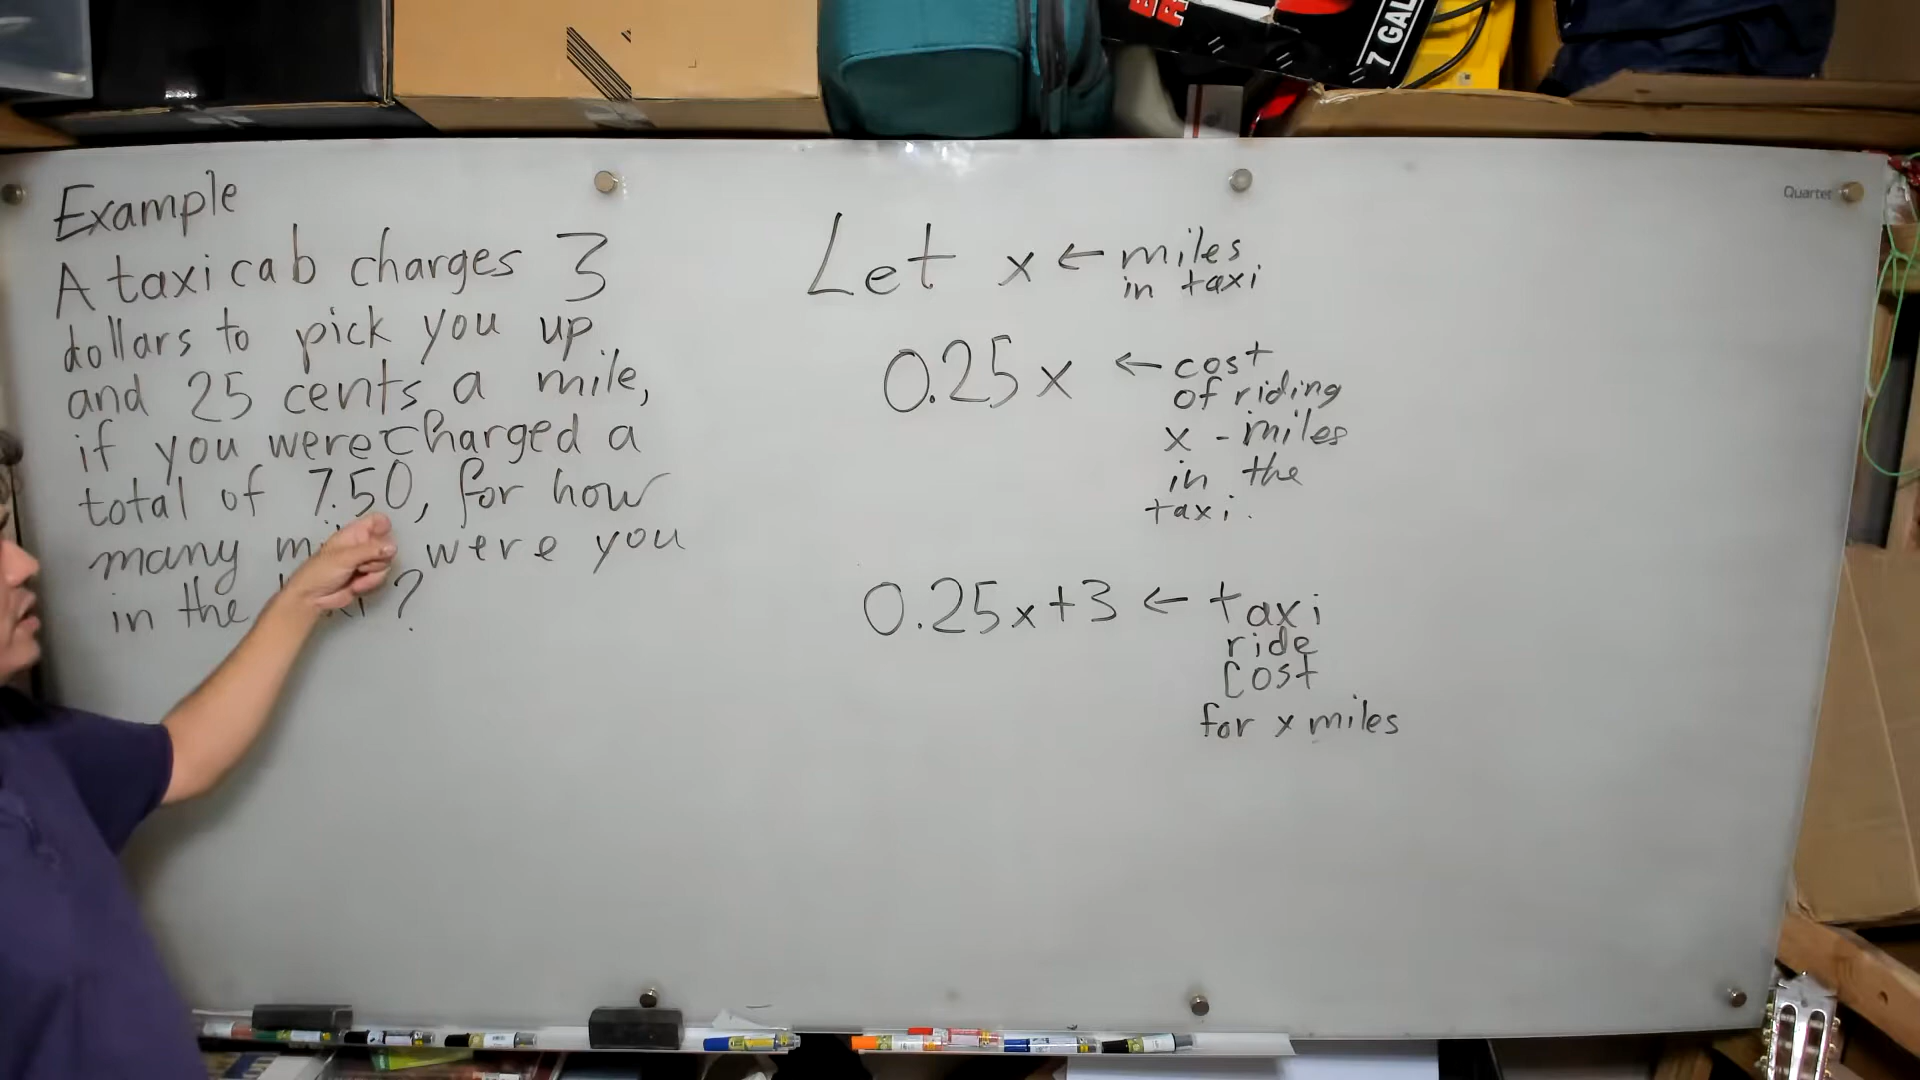 7 GAL
Quartet
Example
A taxi cab charges 3
dollars to pick you up
and 25 cents a mile,
if you were charged a
total of 7.50, for how
many were you
in the ?
Let x ← miles
in taxi
0.25x ← cost
of riding
x - miles
in the
taxi.
0.25x+3 ← taxi
ride
cost
for x miles